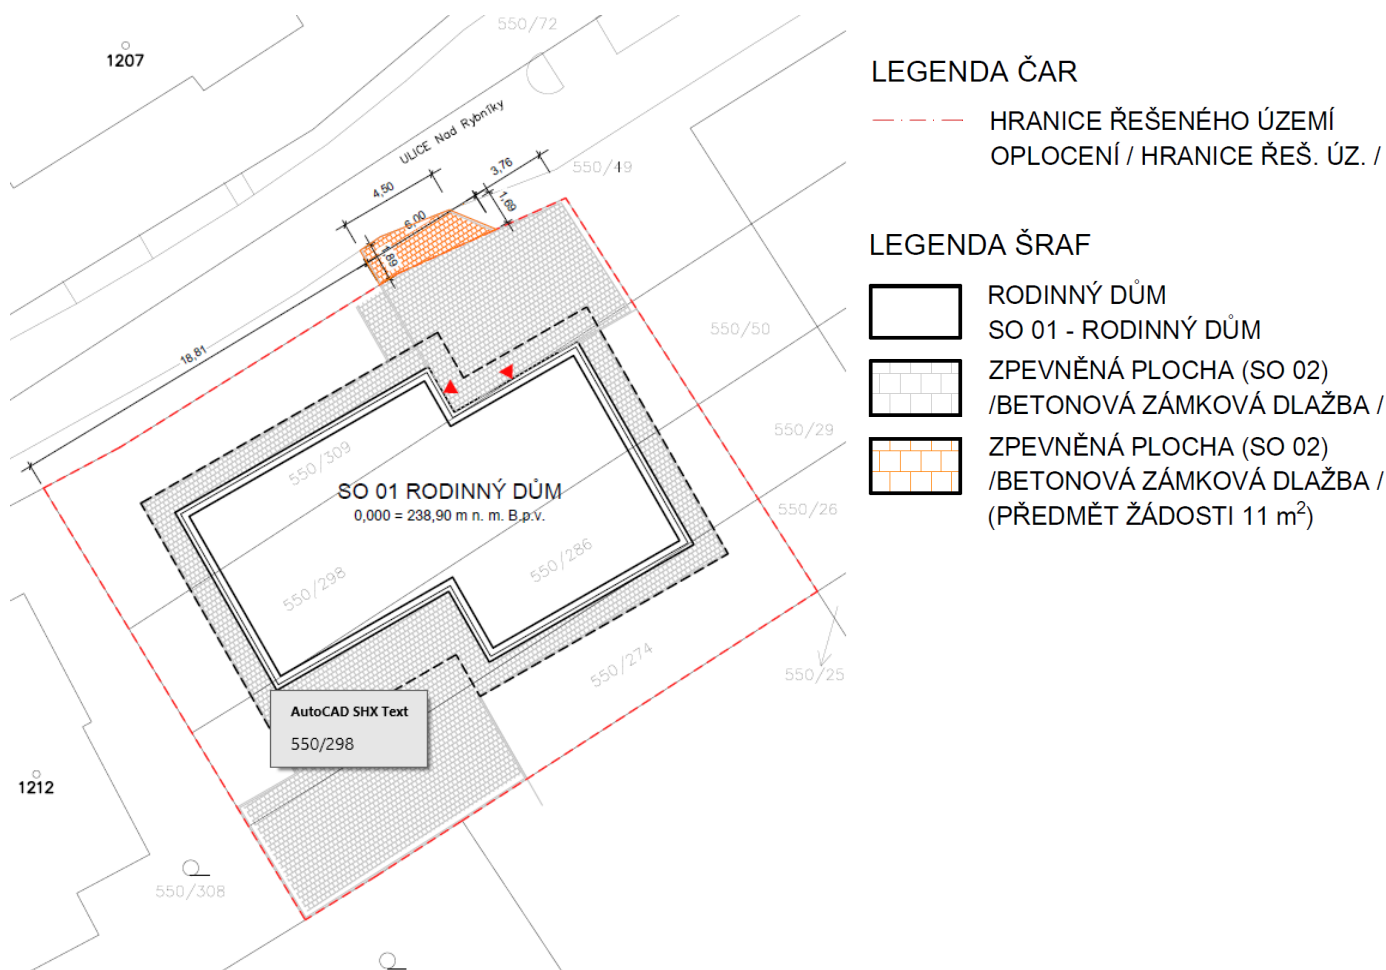 550/72
1207
ULICE Nad Rybníky
3,76
550/49
4,50
6,00
1,69
1,89
18,81
550/50
550/309
550/29
SO 01 RODINNÝ DŮM
0,000 = 238,90 m n. m. B.p.v.
550/26
550/286
550/298
550/274
550/25
AutoCAD SHX Text
550/298
1212
550/308
LEGENDA ČAR
HRANICE ŘEŠENÉHO ÚZEMÍ
OPLOCENÍ / HRANICE ŘEŠ. ÚZ. /
LEGENDA ŠRAF
RODINNÝ DŮM
SO 01 - RODINNÝ DŮM
ZPEVNĚNÁ PLOCHA (SO 02)
/BETONOVÁ ZÁMKOVÁ DLAŽBA /
ZPEVNĚNÁ PLOCHA (SO 02)
/BETONOVÁ ZÁMKOVÁ DLAŽBA /
(PŘEDMĚT ŽÁDOSTI 11 m²)